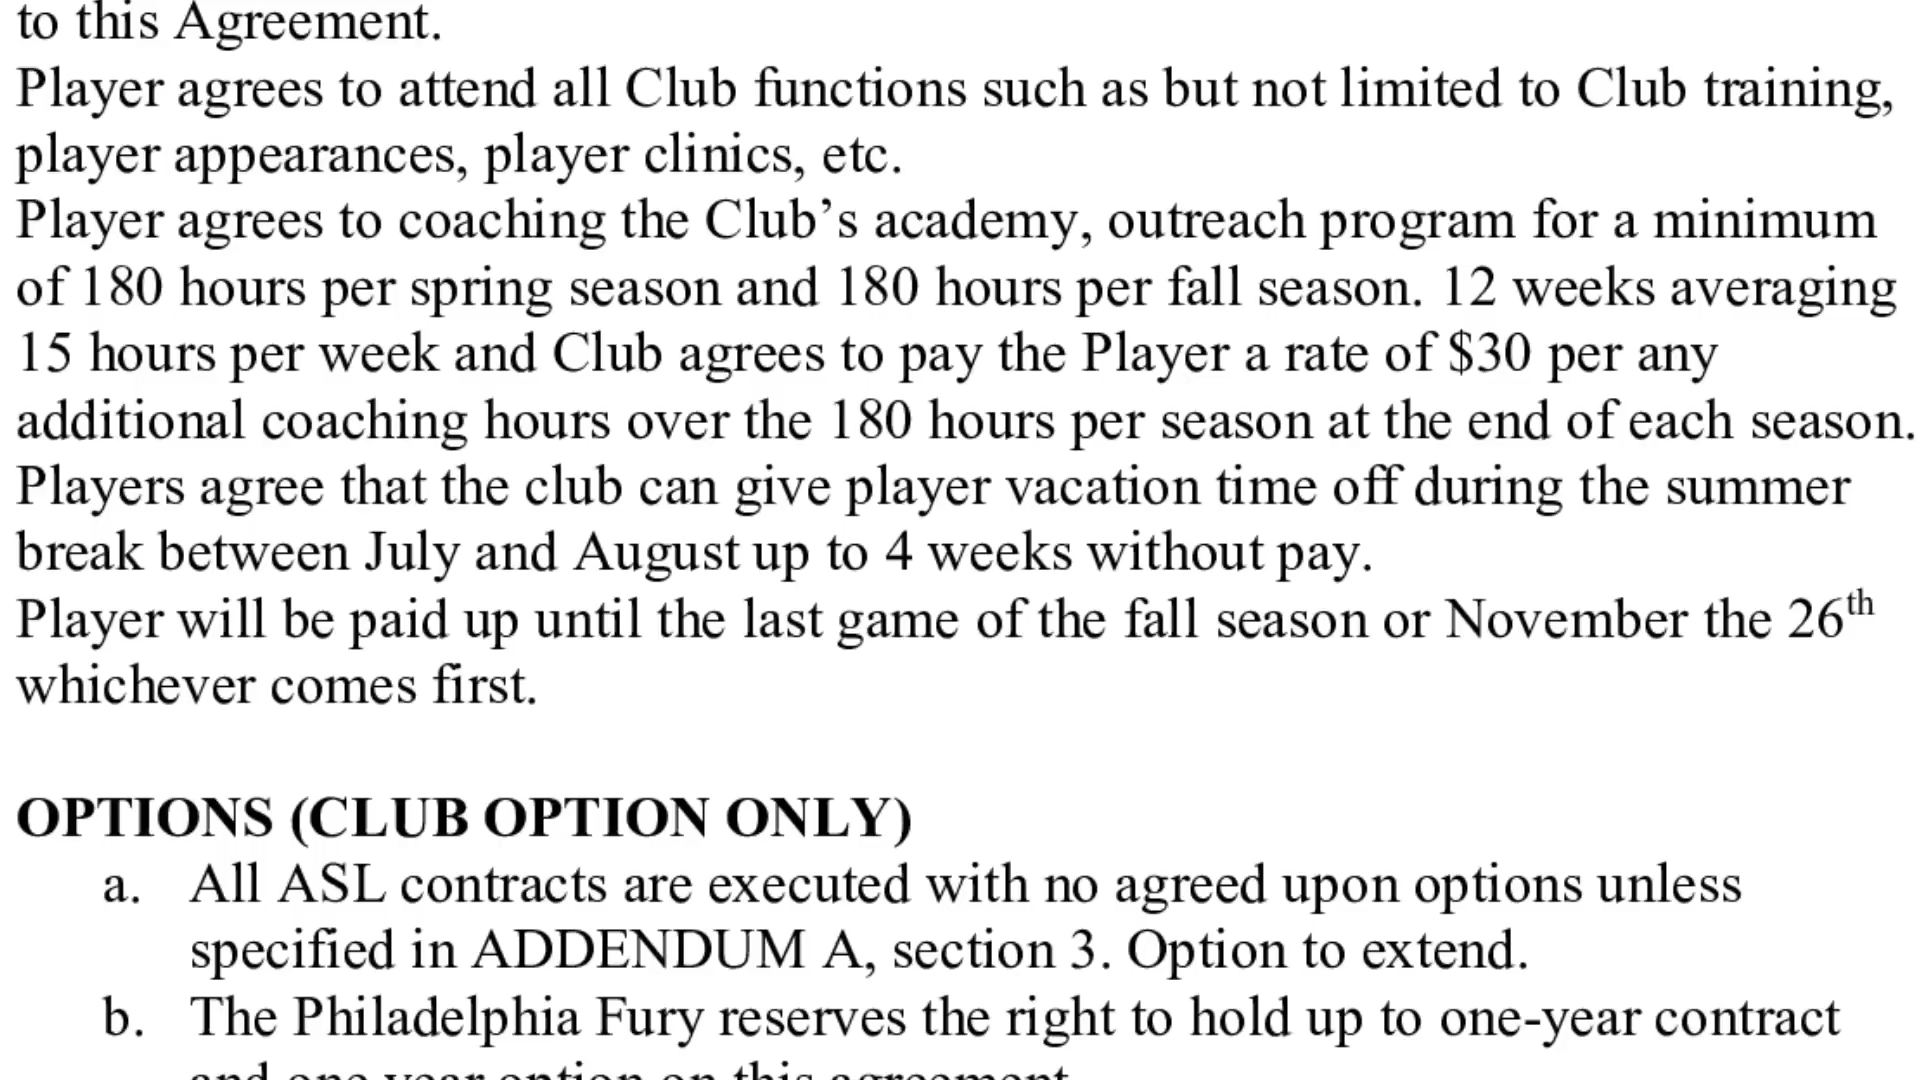 to this Agreement.
Player agrees to attend all Club functions such as but not limited to Club training,
player appearances, player clinics, etc.
Player agrees to coaching the Club’s academy, outreach program for a minimum
of 180 hours per spring season and 180 hours per fall season. 12 weeks averaging
15 hours per week and Club agrees to pay the Player a rate of $30 per any
additional coaching hours over the 180 hours per season at the end of each season.
Players agree that the club can give player vacation time off during the summer
break between July and August up to 4 weeks without pay.
Player will be paid up until the last game of the fall season or November the 26th
whichever comes first.
OPTIONS (CLUB OPTION ONLY)
a. All ASL contracts are executed with no agreed upon options unless
specified in ADDENDUM A, section 3. Option to extend.
b. The Philadelphia Fury reserves the right to hold up to one-year contract
and one year option on this agreement